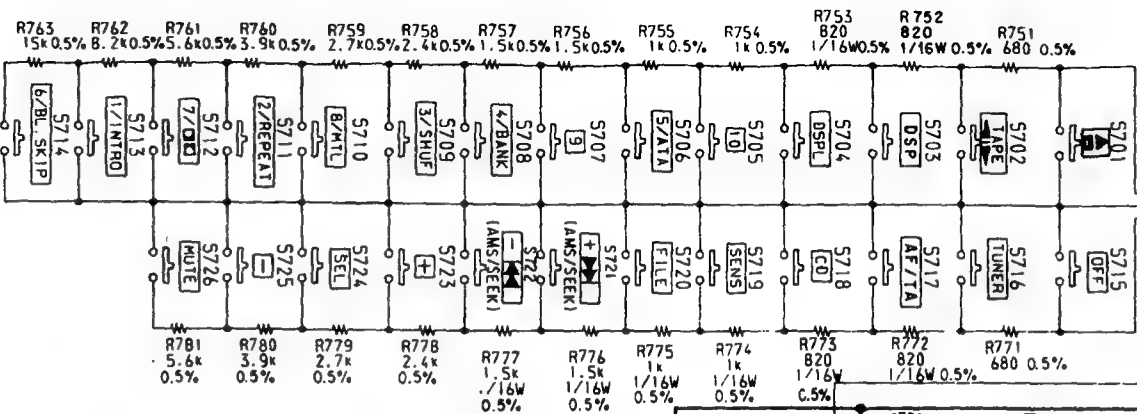 R763
15k 0.5%
R762
8.2k 0.5%
R761
5.6k 0.5%
R760
3.9k 0.5%
R759
2.7k 0.5%
R758
2.4k 0.5%
R757
1.5k 0.5%
R756
1.5k 0.5%
R755
1k 0.5%
R754
1k 0.5%
R753
820
1/16W 0.5%
R752
820
1/16W 0.5%
R751
680 0.5%
S714
6/BL.SKIP
S713
1/INTRO
S712
7/
S711
2/REPEAT
S710
8/MTL
S709
3/SHUF
S708
4/BANK
S707
9
S706
5/ATA
S705
10
S704
DSPL
S703
DSP
S702
TAPE
S701
S726
MUTE
S725
−
S724
SEL
S723
+
S722
−
(AMS/SEEK)
S721
+
(AMS/SEEK)
S720
FILE
S719
SENS
S718
CD
S717
AF/TA
S716
TUNER
S715
OFF
R781
5.6k
0.5%
R780
3.9k
0.5%
R779
2.7k
0.5%
R778
2.4k
0.5%
R777
1.5k
1/16W
0.5%
R776
1.5k
1/16W
0.5%
R775
1k
1/16W
0.5%
R774
1k
1/16W
0.5%
R773
820
1/16W
0.5%
R772
820
1/16W 0.5%
R771
680 0.5%